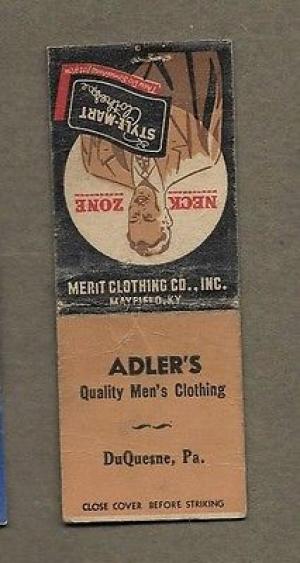 Style-Mart
Clothes
NECK ZONE
MERIT CLOTHING CO., INC.
MAYFIELD, KY.
ADLER'S
Quality Men's Clothing
DuQuesne, Pa.
CLOSE COVER BEFORE STRIKING